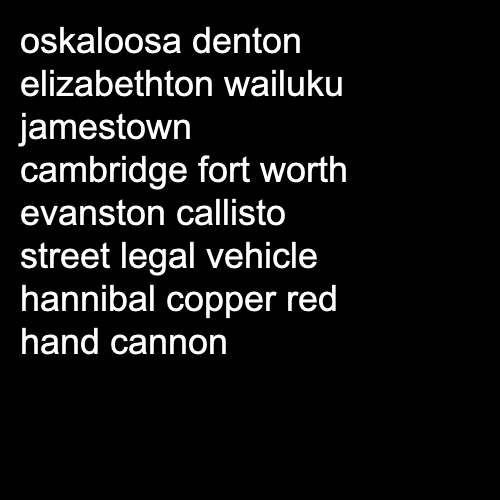 oskaloosa denton
elizabethton wailuku
jamestown
cambridge fort worth
evanston callisto
street legal vehicle
hannibal copper red
hand cannon